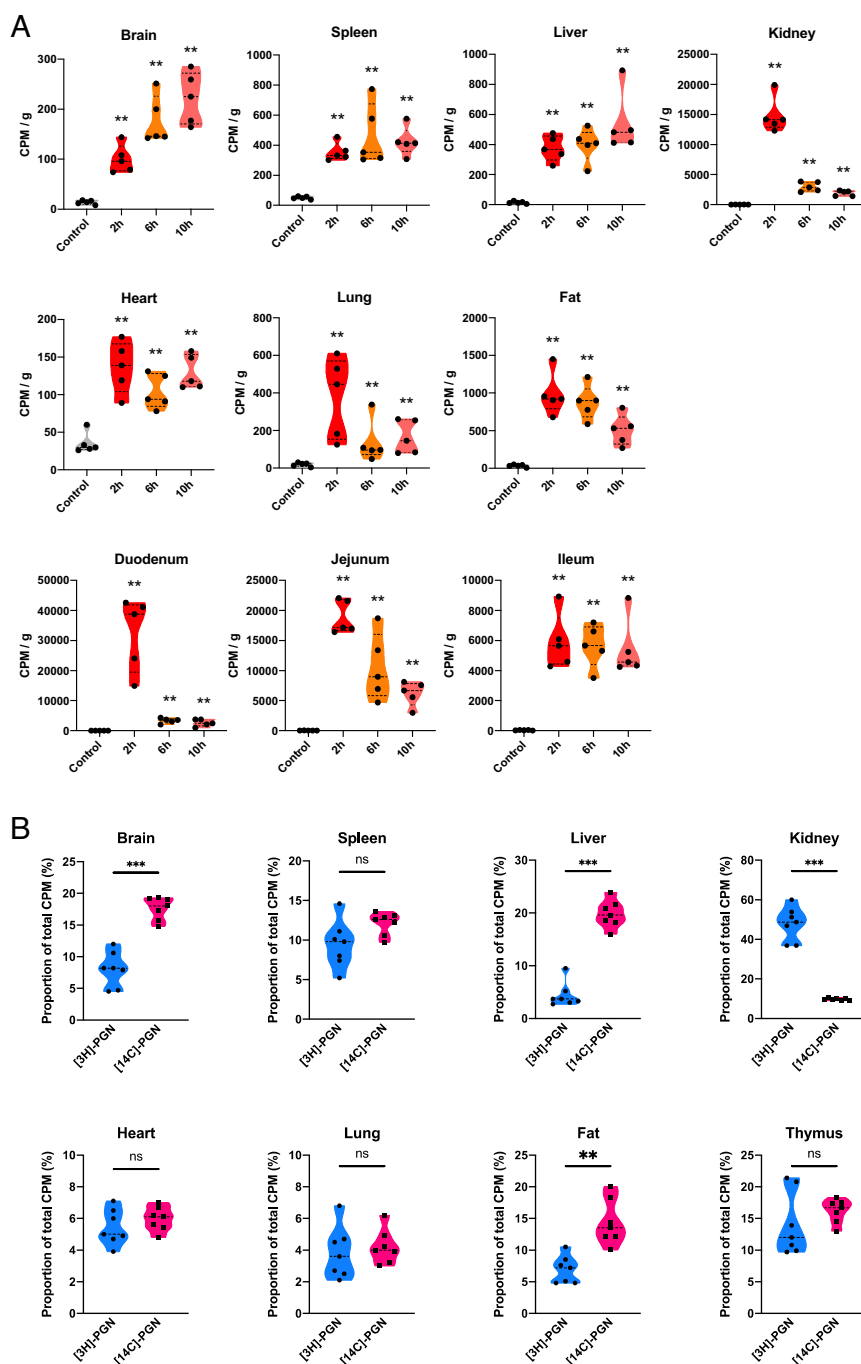 A
Brain
Spleen
Liver
Kidney
CPM / g
300
200
100
0
**
**
**
Control
2h
6h
10h
CPM / g
1000
800
600
400
200
0
**
**
**
Control
2h
6h
10h
CPM / g
1000
800
600
400
200
0
**
**
**
Control
2h
6h
10h
CPM / g
25000
20000
15000
10000
5000
0
**
**
**
Control
2h
6h
10h
Heart
Lung
Fat
CPM / g
200
150
100
50
0
**
**
**
Control
2h
6h
10h
CPM / g
800
600
400
200
0
**
**
**
Control
2h
6h
10h
CPM / g
2000
1500
1000
500
0
**
**
**
Control
2h
6h
10h
Duodenum
Jejunum
Ileum
CPM / g
50000
40000
30000
20000
10000
0
**
**
**
Control
2h
6h
10h
CPM / g
25000
20000
15000
10000
5000
0
**
**
**
Control
2h
6h
10h
CPM / g
10000
8000
6000
4000
2000
0
**
**
**
Control
2h
6h
10h
B
Brain
Spleen
Liver
Kidney
Proportion of total CPM (%)
25
20
15
10
5
0
***
[3H]-PGN
[14C]-PGN
Proportion of total CPM (%)
20
15
10
5
0
ns
[3H]-PGN
[14C]-PGN
Proportion of total CPM (%)
30
20
10
0
***
[3H]-PGN
[14C]-PGN
Proportion of total CPM (%)
80
60
40
20
0
***
[3H]-PGN
[14C]-PGN
Heart
Lung
Fat
Thymus
Proportion of total CPM (%)
10
8
6
4
2
0
ns
[3H]-PGN
[14C]-PGN
Proportion of total CPM (%)
10
8
6
4
2
0
ns
[3H]-PGN
[14C]-PGN
Proportion of total CPM (%)
25
20
15
10
5
0
**
[3H]-PGN
[14C]-PGN
Proportion of total CPM (%)
25
20
15
10
5
0
ns
[3H]-PGN
[14C]-PGN